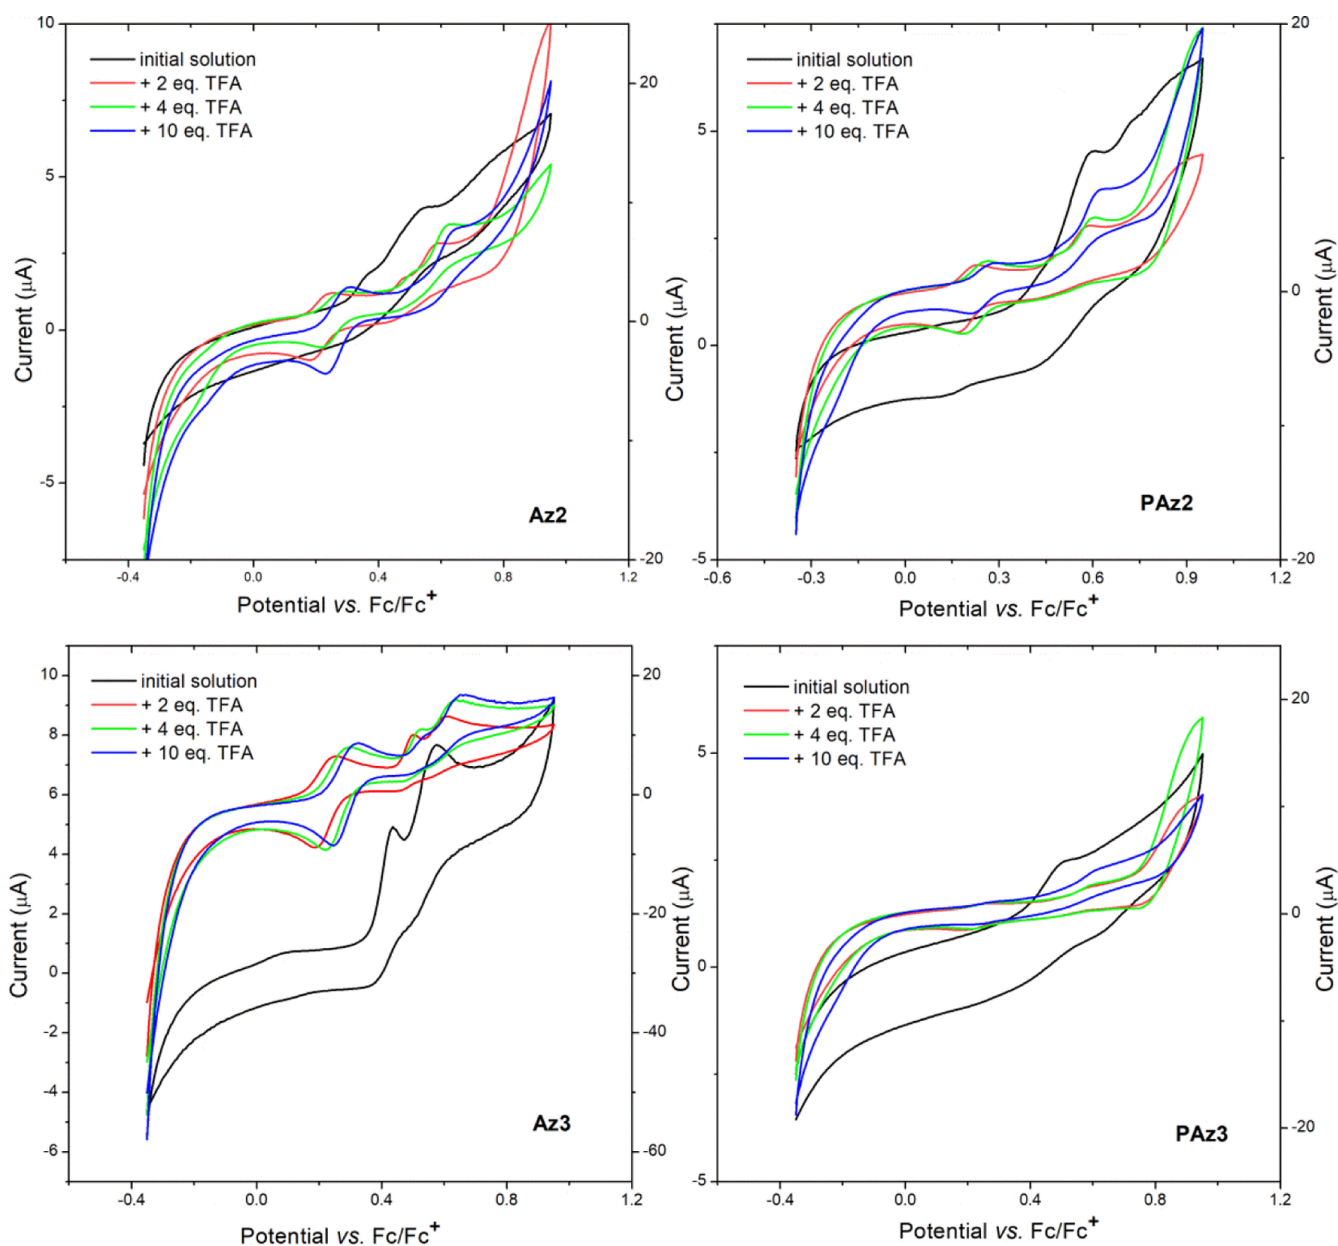 initial solution
+ 2 eq. TFA
+ 4 eq. TFA
+ 10 eq. TFA
10
5
0
-5
20
0
-20
-0.4 0.0 0.4 0.8 1.2
Current (μA)
Current (μA)
Potential vs. Fc/Fc+
Az2
initial solution
+ 2 eq. TFA
+ 4 eq. TFA
+ 10 eq. TFA
5
0
-5
20
0
-20
-0.6 -0.3 0.0 0.3 0.6 0.9 1.2
Current (μA)
Potential vs. Fc/Fc+
PAz2
initial solution
+ 2 eq. TFA
+ 4 eq. TFA
+ 10 eq. TFA
10
8
6
4
2
0
-2
-4
-6
20
0
-20
-40
-60
-0.4 0.0 0.4 0.8 1.2
Current (μA)
Current (μA)
Potential vs. Fc/Fc+
Az3
initial solution
+ 2 eq. TFA
+ 4 eq. TFA
+ 10 eq. TFA
5
0
-5
20
0
-20
-0.4 0.0 0.4 0.8 1.2
Current (μA)
Potential vs. Fc/Fc+
PAz3